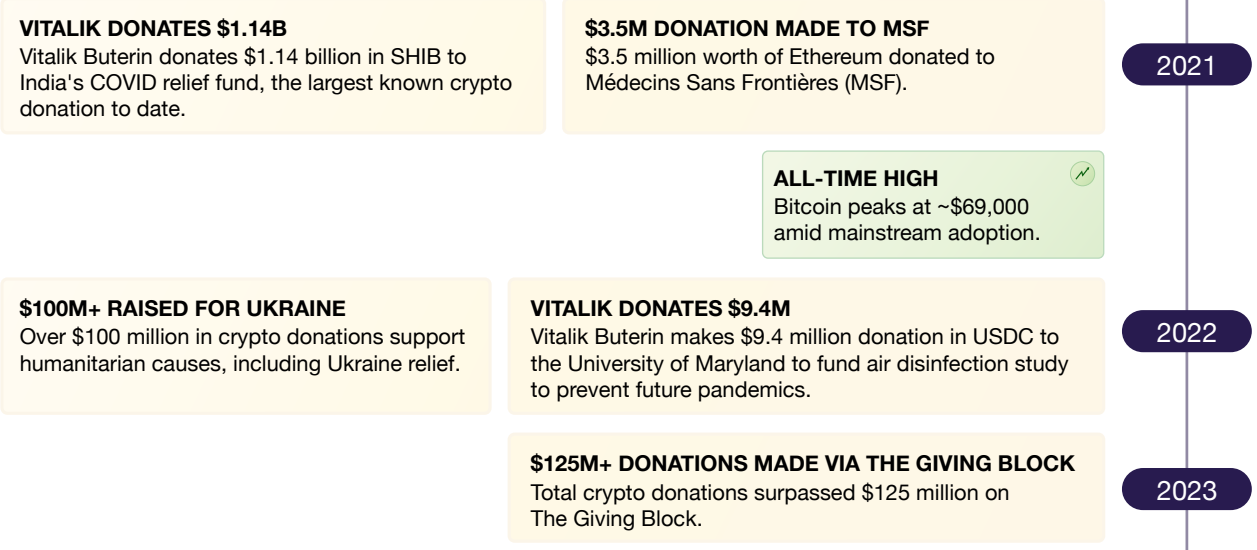 VITALIK DONATES $1.14B
Vitalik Buterin donates $1.14 billion in SHIB to
India's COVID relief fund, the largest known crypto
donation to date.
$3.5M DONATION MADE TO MSF
$3.5 million worth of Ethereum donated to
Médecins Sans Frontières (MSF).
2021
ALL-TIME HIGH
Bitcoin peaks at ~$69,000
amid mainstream adoption.
$100M+ RAISED FOR UKRAINE
Over $100 million in crypto donations support
humanitarian causes, including Ukraine relief.
VITALIK DONATES $9.4M
Vitalik Buterin makes $9.4 million donation in USDC to
the University of Maryland to fund air disinfection study
to prevent future pandemics.
2022
$125M+ DONATIONS MADE VIA THE GIVING BLOCK
Total crypto donations surpassed $125 million on
The Giving Block.
2023